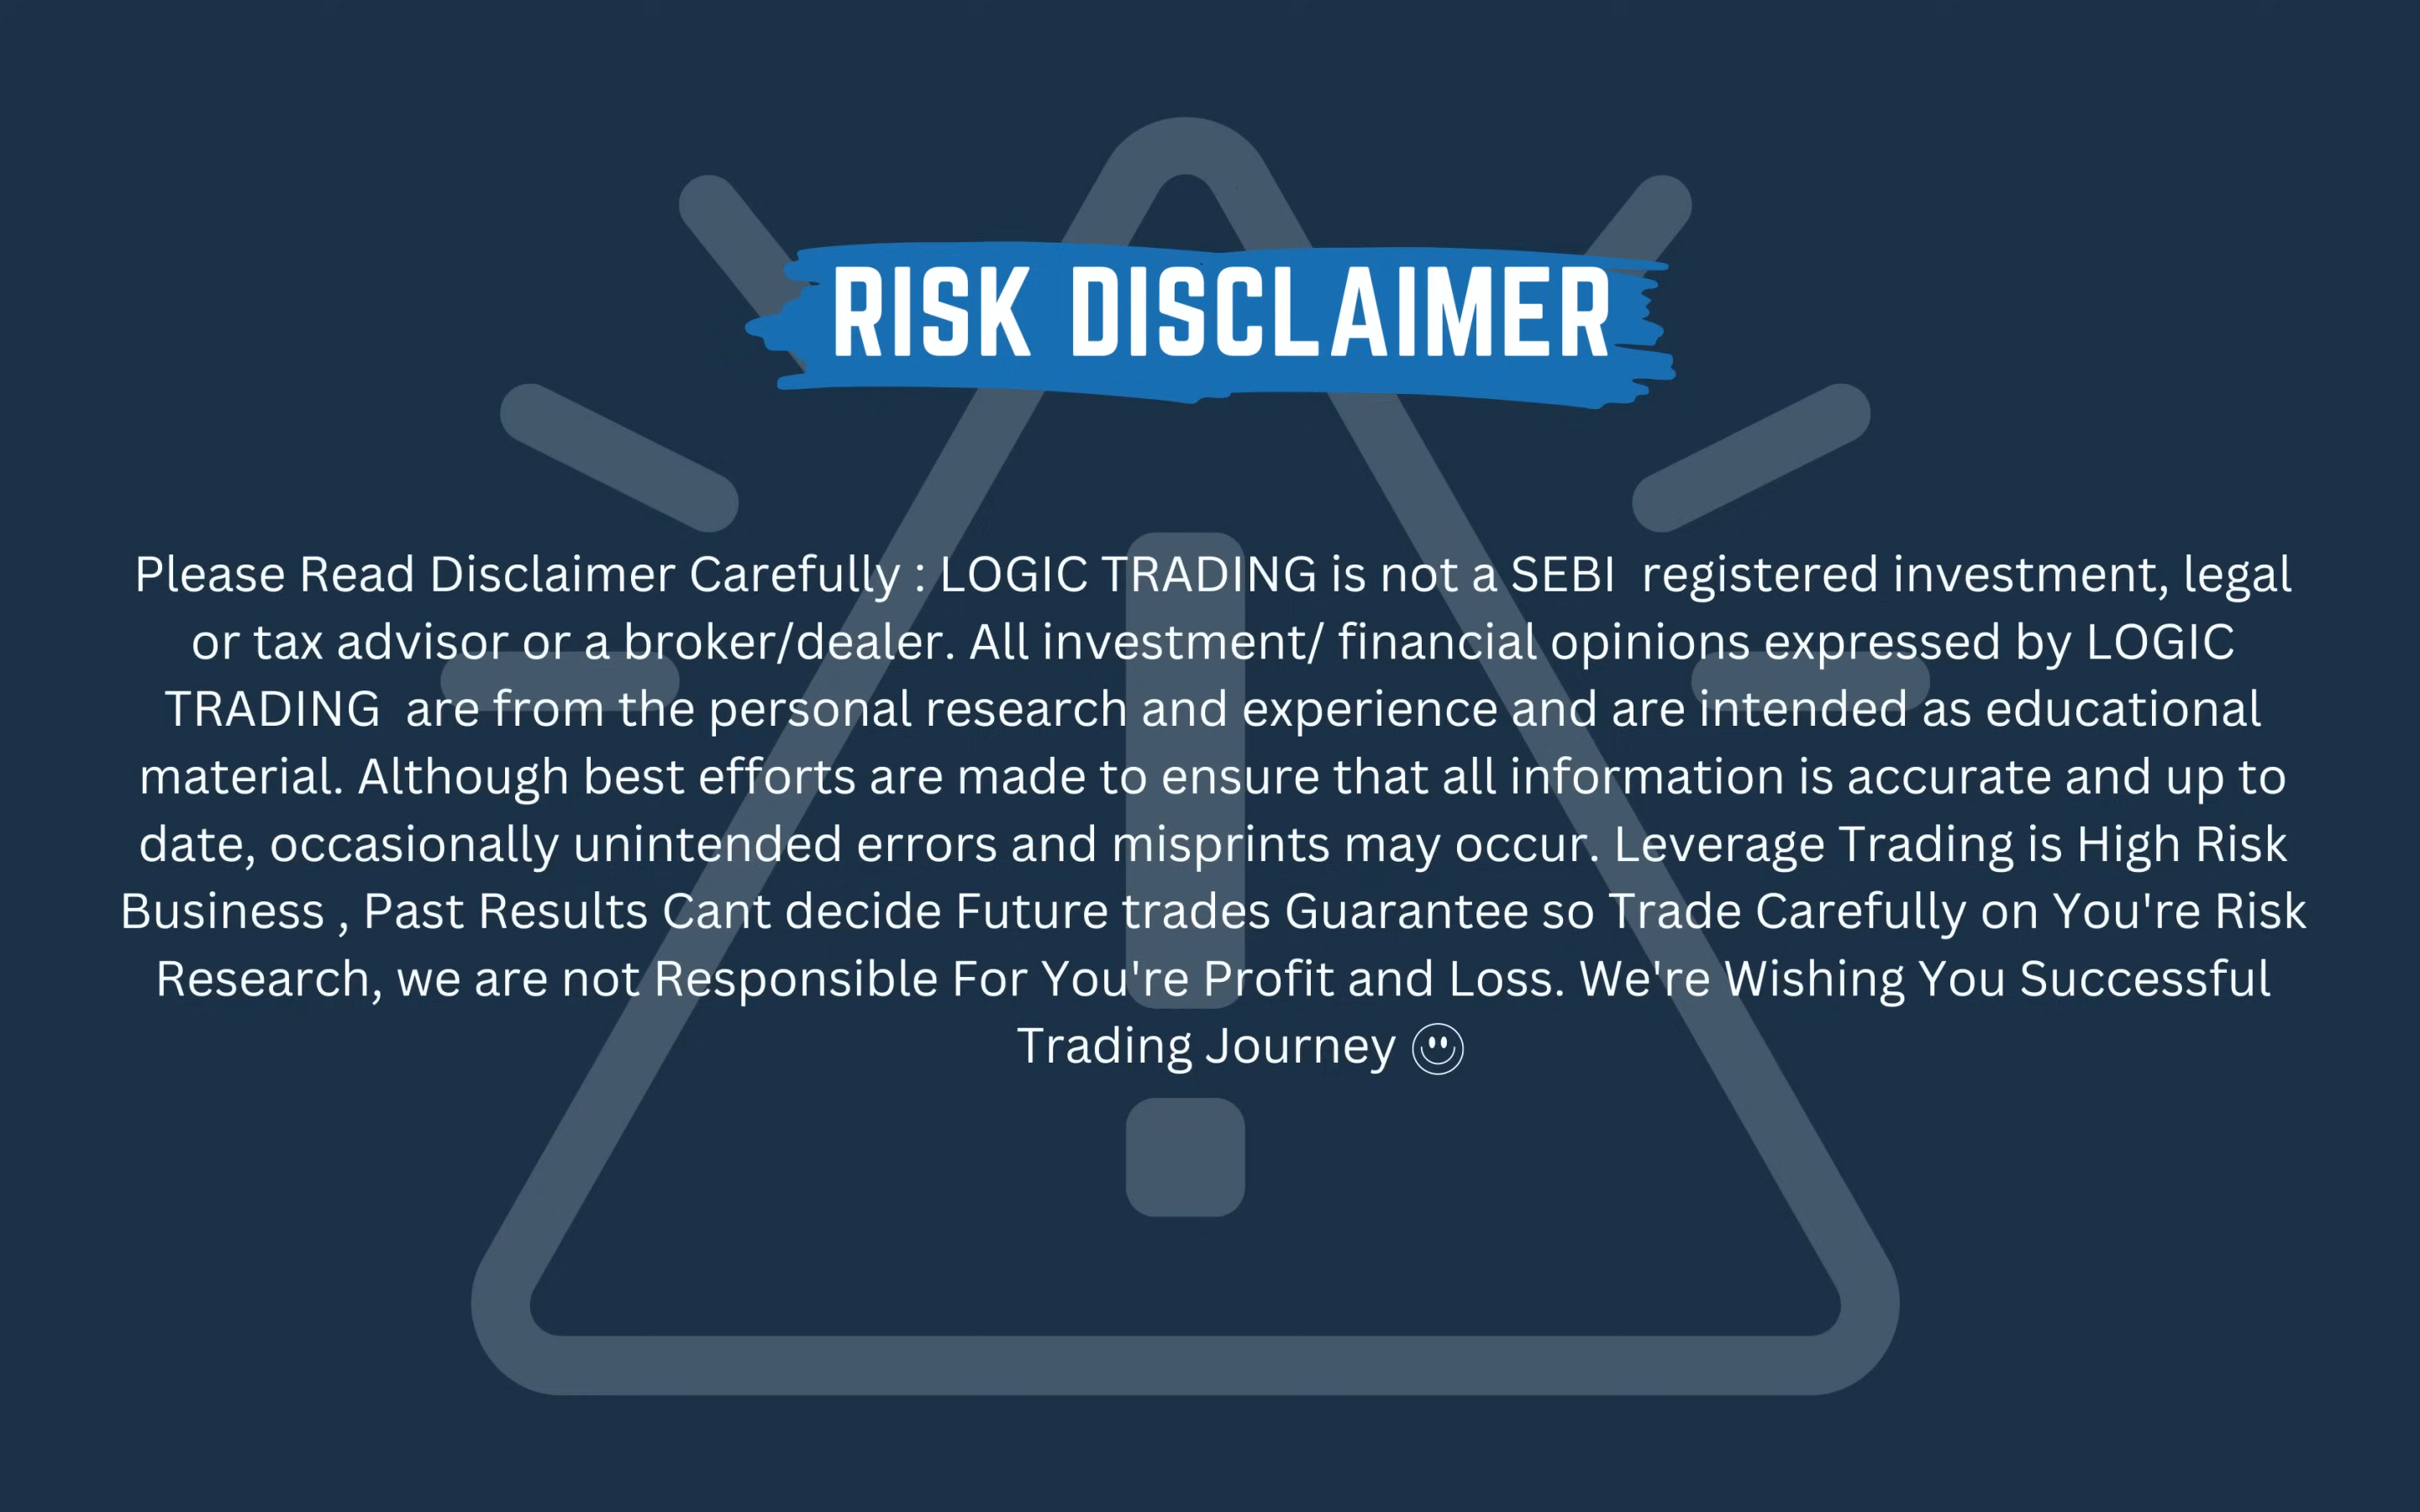 RISK DISCLAIMER
Please Read Disclaimer Carefully : LOGIC TRADING is not a SEBI  registered investment, legal
or tax advisor or a broker/dealer. All investment/ financial opinions expressed by LOGIC
TRADING  are from the personal research and experience and are intended as educational
material. Although best efforts are made to ensure that all information is accurate and up to
date, occasionally unintended errors and misprints may occur. Leverage Trading is High Risk
Business , Past Results Cant decide Future trades Guarantee so Trade Carefully on You're Risk
Research, we are not Responsible For You're Profit and Loss. We're Wishing You Successful
Trading Journey